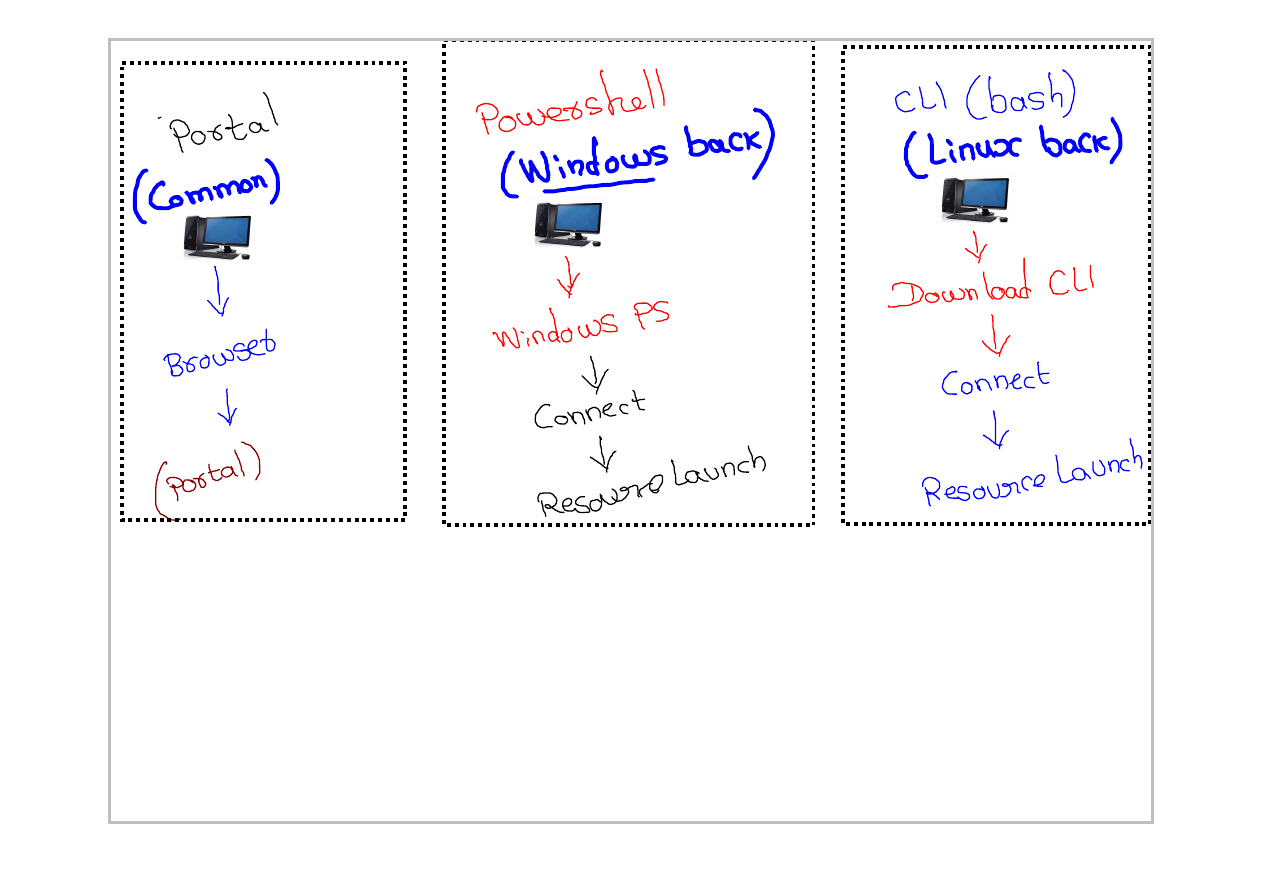 Portal
(Common)
Browser
(Portal)
Powershell
(Windows back)
Windows PS
Connect
Resource Launch
CLI (bash)
(Linux back)
Download CLI
Connect
Resource Launch